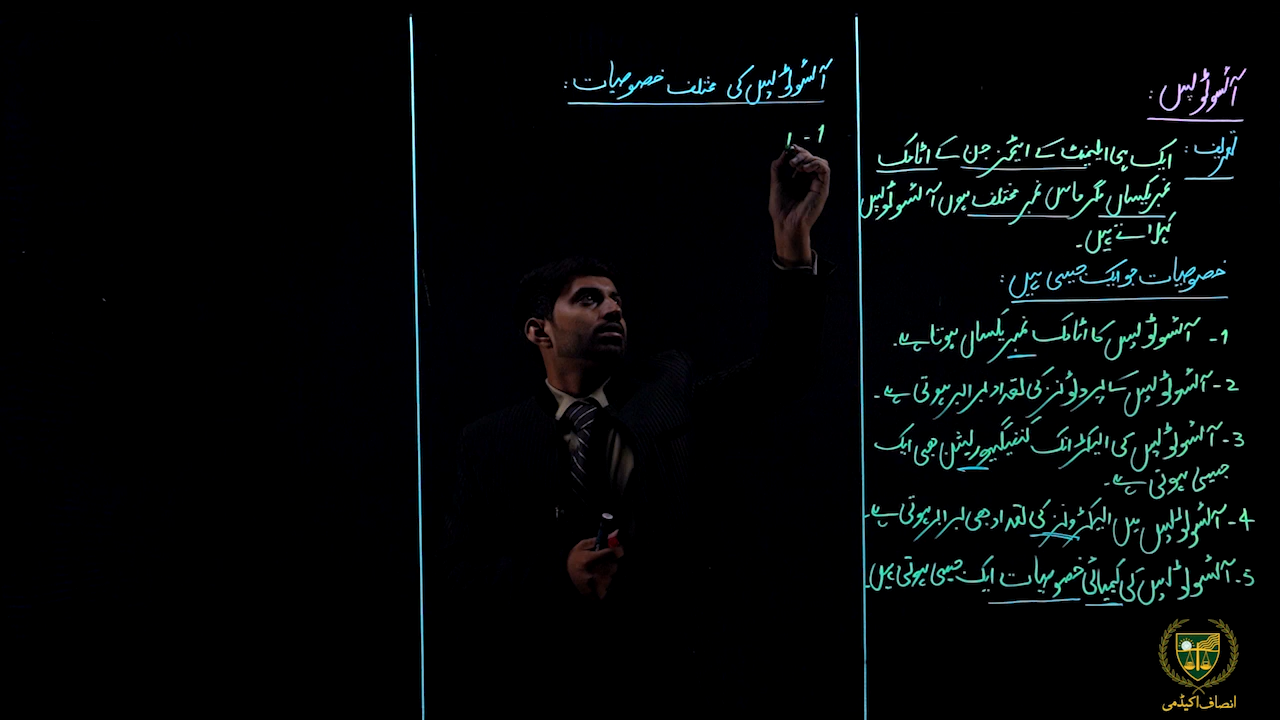 آئسوٹوپس:
تعریف: ایک ہی ایلیمنٹ کے ایٹمز جن کے اٹامک
نمبر یکساں مگر ماس نمبر مختلف ہوں آئسوٹوپس
کہلاتے ہیں۔
خصوصیات جو ایک جیسی ہیں:
1- آئسوٹوپس کا اٹامک نمبر یکساں ہوتا ہے۔
2- آئسوٹوپس کے پروٹونز کی تعداد برابر ہوتی ہے۔
3- آئسوٹوپس کی الیکٹرانک کنفیگیوریشن بھی ایک
جیسی ہوتی ہے۔
4- آئسوٹوپس میں الیکٹرونز کی تعداد بھی برابر ہوتی ہے۔
5- آئسوٹوپس کی کیمیائی خصوصیات ایک جیسی ہوتی ہیں۔
آئسوٹوپس کی مختلف خصوصیات:
1- ا
انصاف اکیڈمی